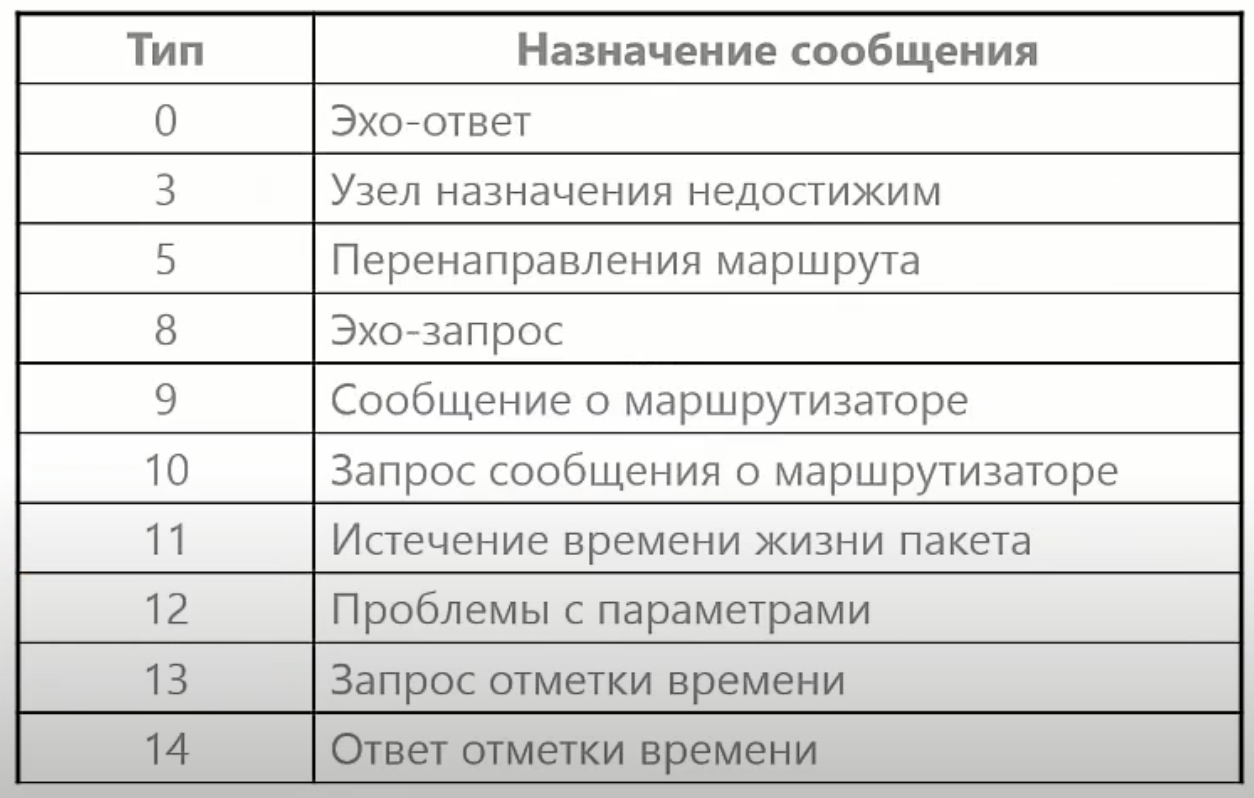 Тип Назначение сообщения
0 Эхо-ответ
3 Узел назначения недостижим
5 Перенаправления маршрута
8 Эхо-запрос
9 Сообщение о маршрутизаторе
10 Запрос сообщения о маршрутизаторе
11 Истечение времени жизни пакета
12 Проблемы с параметрами
13 Запрос отметки времени
14 Ответ отметки времени